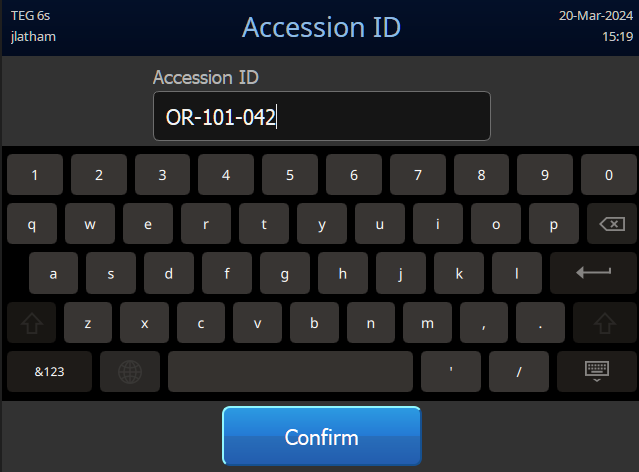 TEG 6s
Accession ID
20-Mar-2024
jlatham
15:19
Accession ID
OR-101-042
1 2 3 4 5 6 7 8 9 0
q w e r t y u i o p
a s d f g h j k l
z x c v b n m , .
&123 ' /
Confirm